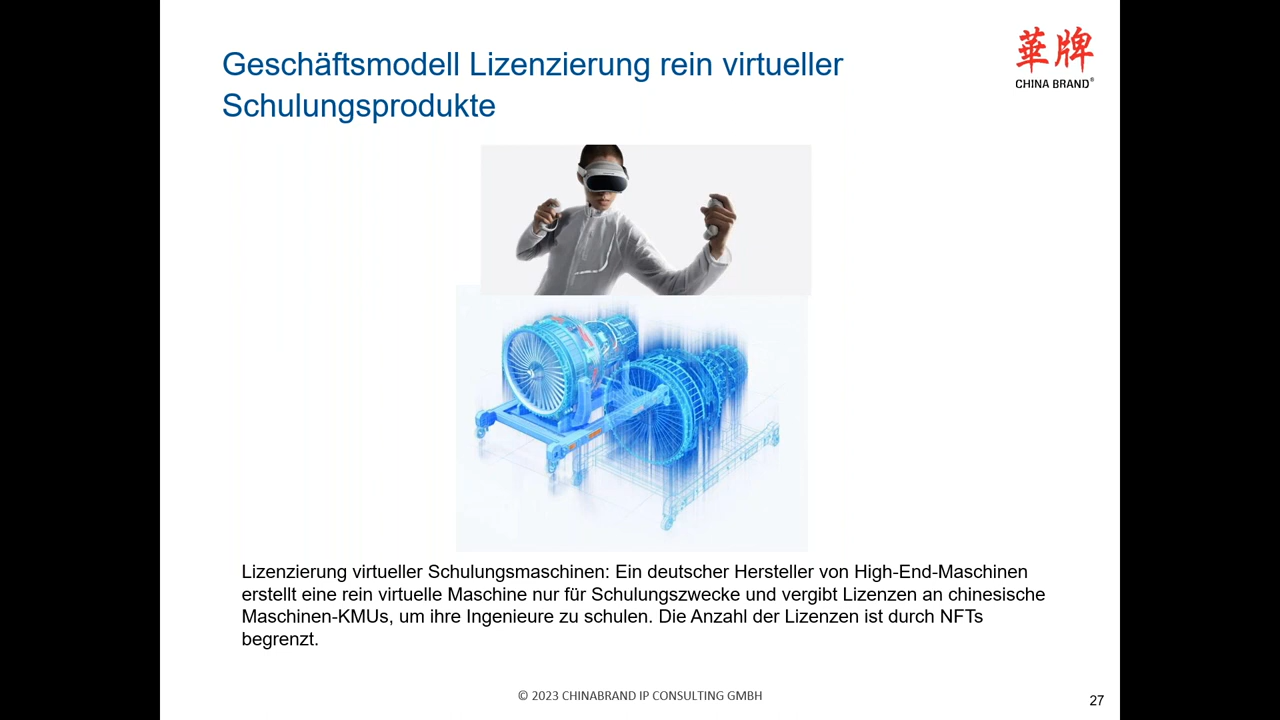 Geschäftsmodell Lizenzierung rein virtueller
Schulungsprodukte
華牌
CHINA BRAND®
Lizenzierung virtueller Schulungsmaschinen: Ein deutscher Hersteller von High-End-Maschinen
erstellt eine rein virtuelle Maschine nur für Schulungszwecke und vergibt Lizenzen an chinesische
Maschinen-KMUs, um ihre Ingenieure zu schulen. Die Anzahl der Lizenzen ist durch NFTs
begrenzt.
© 2023 CHINABRAND IP CONSULTING GMBH
27